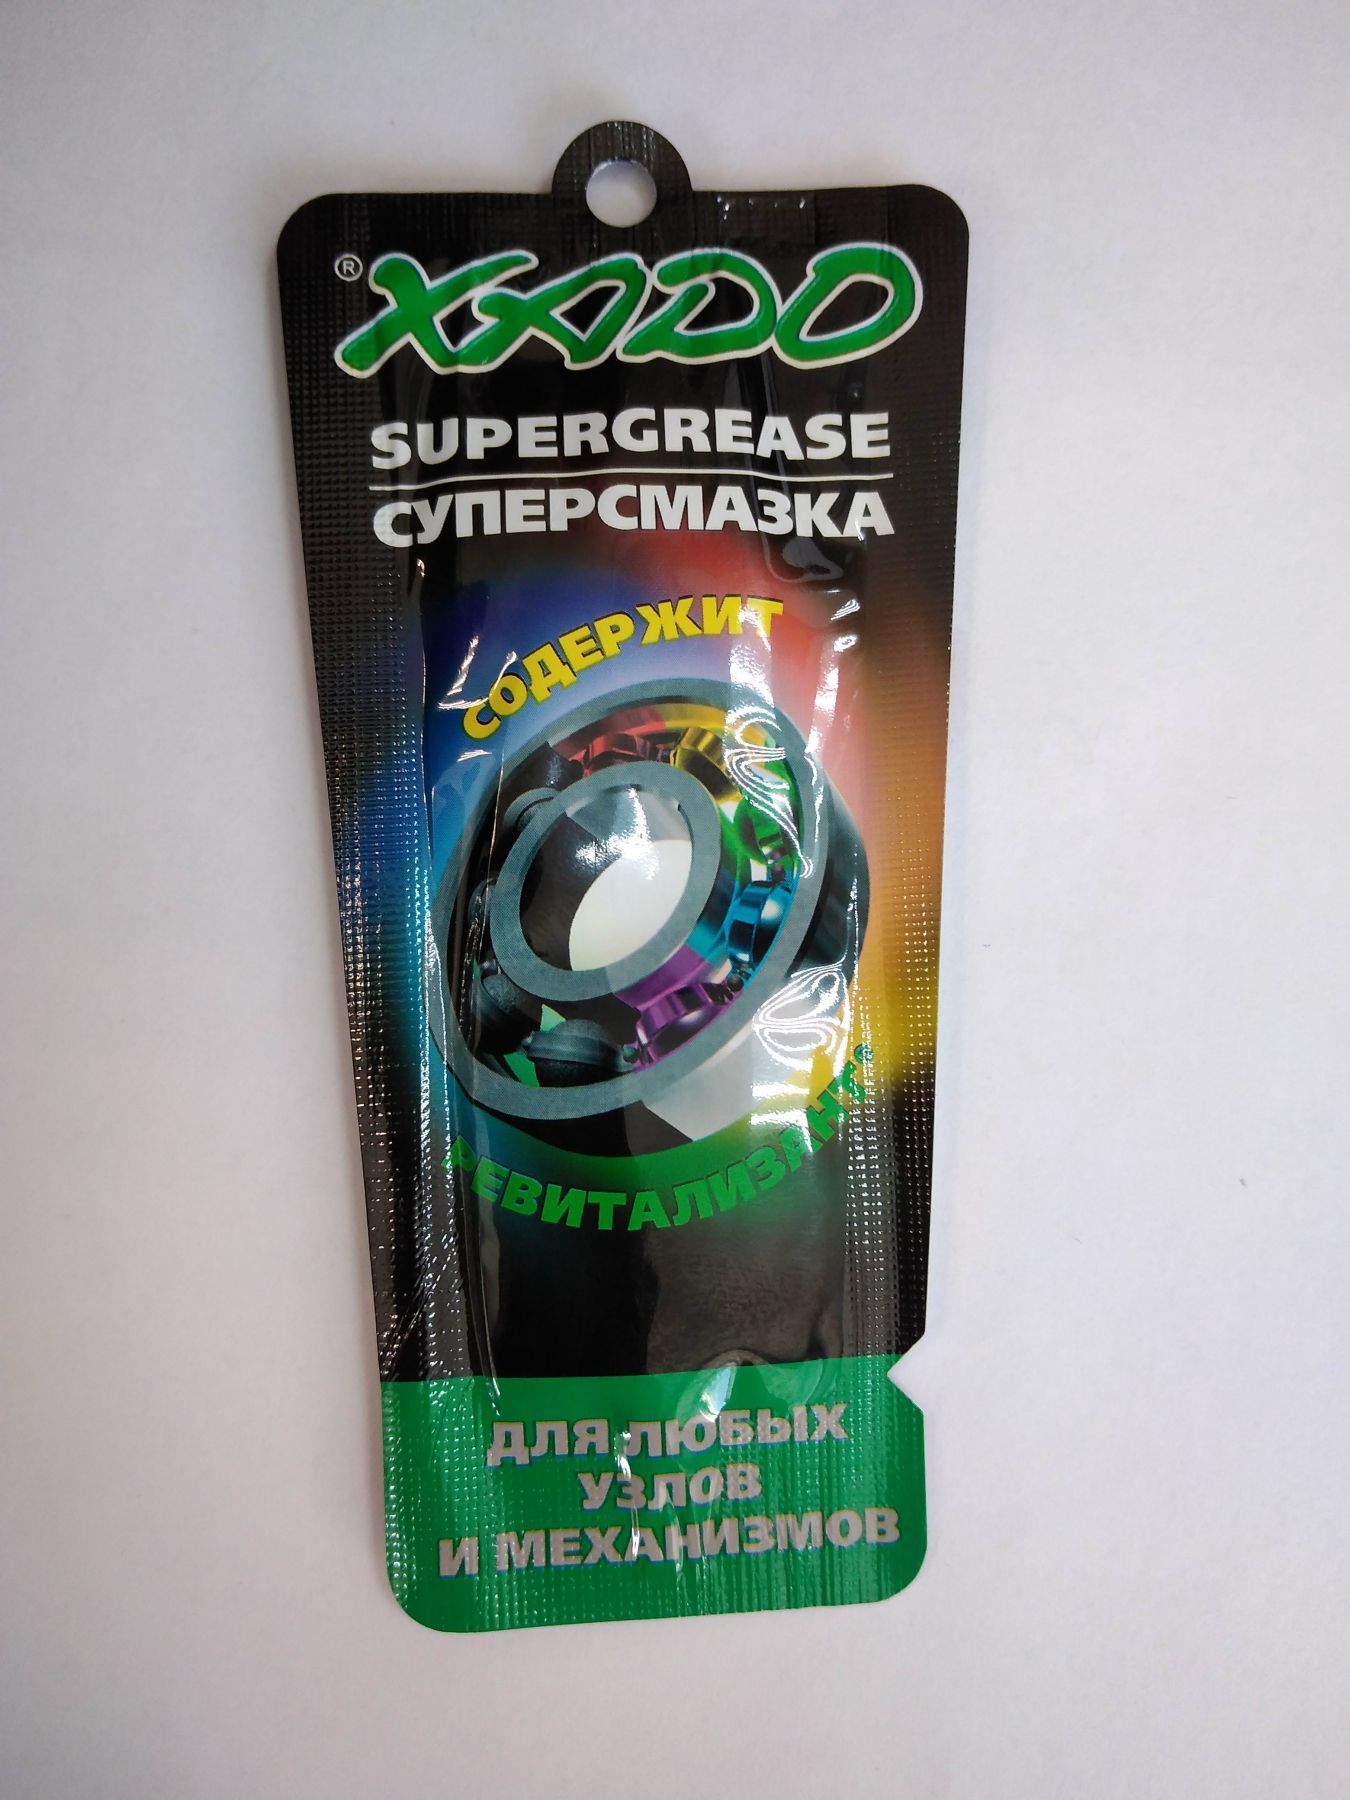 ® XADO
SUPERGREASE
СУПЕРСМАЗКА
СОДЕРЖИТ
РЕВИТАЛИЗАНТ®
ДЛЯ ЛЮБЫХ
УЗЛОВ
И МЕХАНИЗМОВ